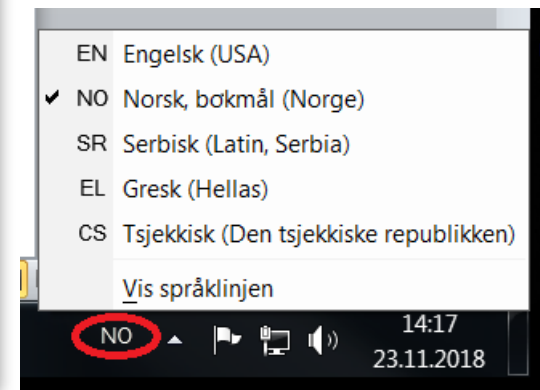 EN Engelsk (USA)
NO Norsk, bokmål (Norge)
SR Serbisk (Latin, Serbia)
EL Gresk (Hellas)
CS Tsjekkisk (Den tsjekkiske republikken)
Vis språklinjen
NO 14:17
23.11.2018